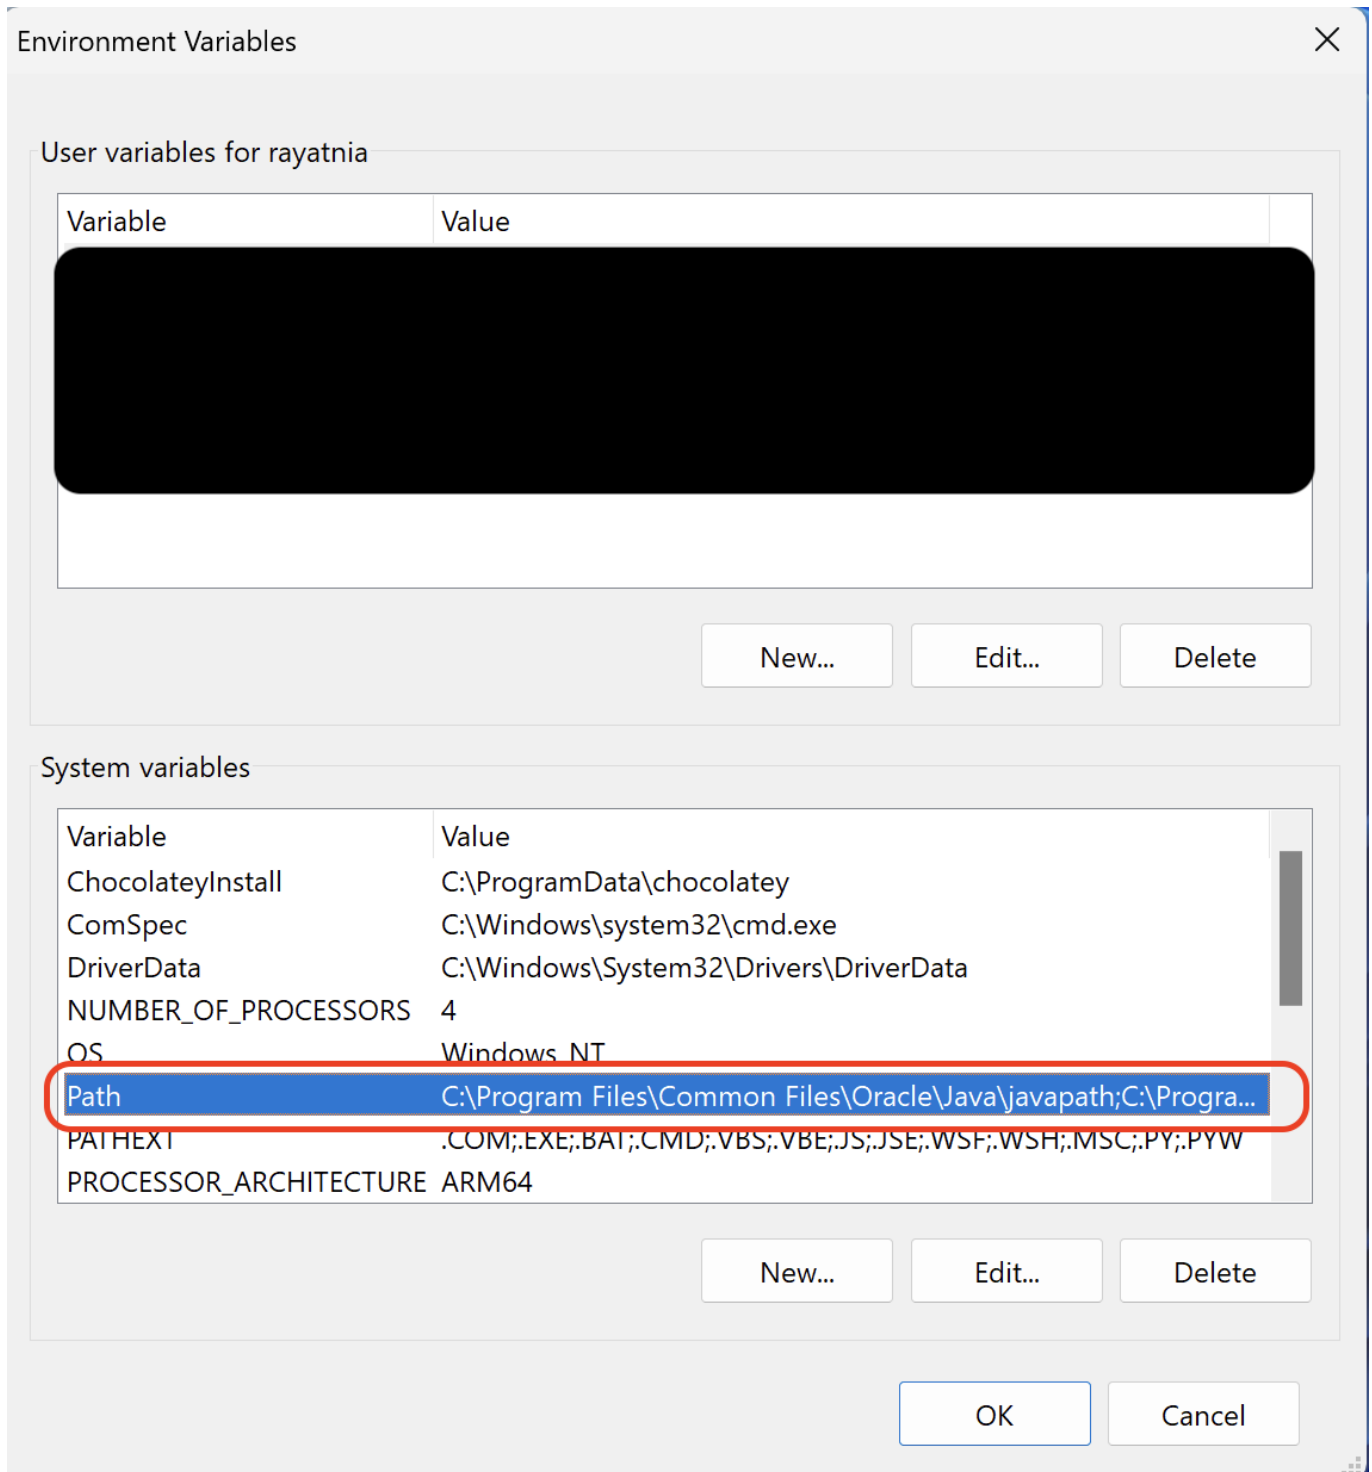 Environment Variables
User variables for rayatnia
Variable Value
New... Edit... Delete
System variables
Variable Value
ChocolateyInstall C:\ProgramData\chocolatey
ComSpec C:\Windows\system32\cmd.exe
DriverData C:\Windows\System32\Drivers\DriverData
NUMBER_OF_PROCESSORS 4
OS Windows_NT
Path C:\Program Files\Common Files\Oracle\Java\javapath;C:\Progra...
PATHEXT .COM;.EXE;.BAT;.CMD;.VBS;.VBE;.JS;.JSE;.WSF;.WSH;.MSC;.PY;.PYW
PROCESSOR_ARCHITECTURE ARM64
New... Edit... Delete
OK Cancel